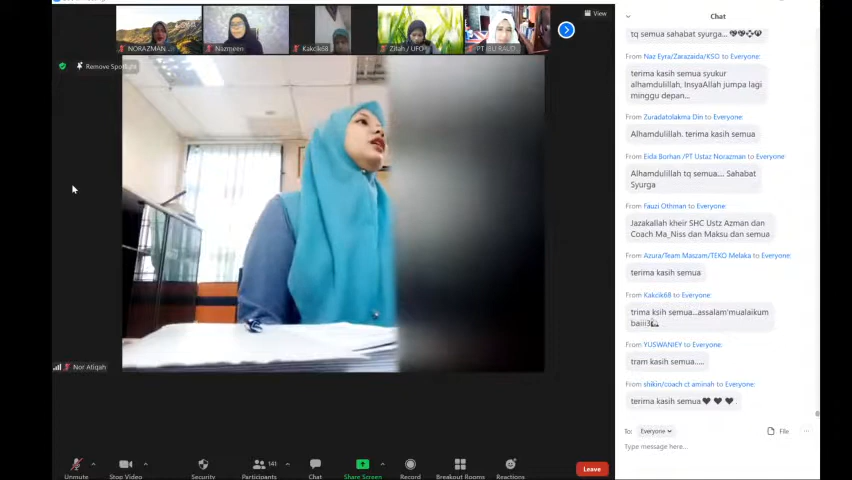 View
NORAZMAN ...
Nazmeen
Kakcik68
Zilah / UFO
PT HIJ RAUD...
Remove Spotlight
Nor Atiqah
Unmute
Stop Video
Security
141
Participants
Chat
Share Screen
Record
Breakout Rooms
Reactions
Leave
Chat
tq semua sahabat syurga...
From Naz Eyra/Zarazaida/KSO to Everyone:
terima kasih semua syukur
alhamdulillah, InsyaAllah jumpa lagi
minggu depan...
From Zuradatolakma Din to Everyone:
Alhamdulillah. terima kasih semua
From Eida Borhan /PT Ustaz Norazman to Everyone:
Alhamdulillah tq semua.... Sahabat
Syurga
From Fauzi Othman to Everyone:
Jazakallah kheir SHC Ustz Azman dan
Coach Ma_Niss dan Maksu dan semua
From Azura/Team Maszam/TEKO Melaka to Everyone:
terima kasih semua
From Kakcik68 to Everyone:
trima ksih semua...assalam'mualaikum
baiii3
From YUSWANIEY to Everyone:
tram kasih semua.....
From shikin/coach ct aminah to Everyone:
terima kasih semua❤ ❤ ❤ .
To: Everyone
File
...
Type message here...